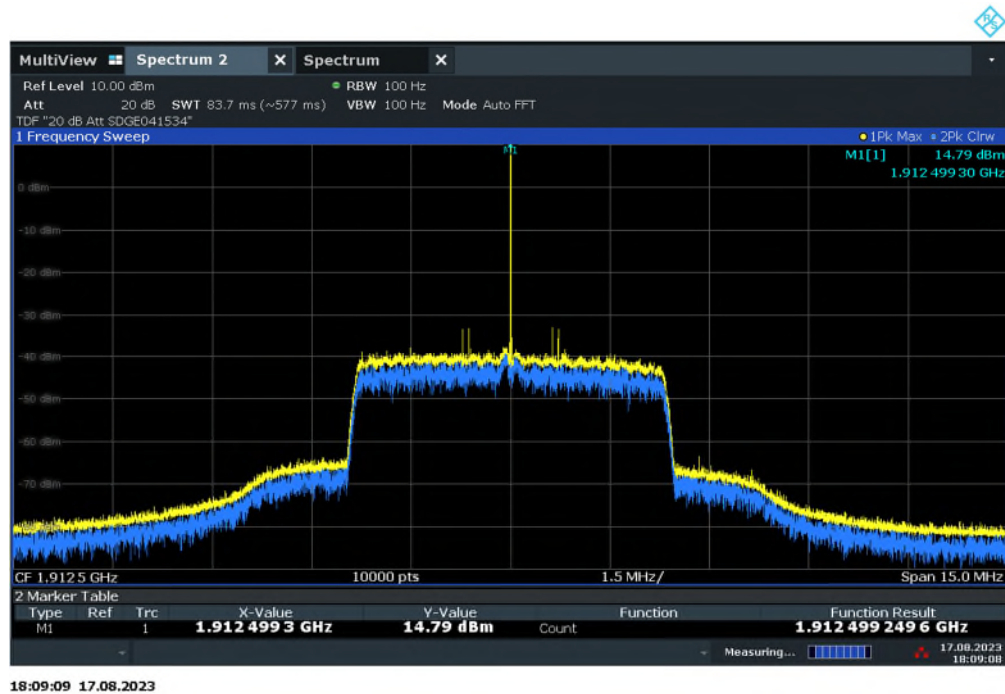 R&S
MultiView Spectrum 2 X Spectrum X
Ref Level 10.00 dBm RBW 100 Hz
Att 20 dB SWT 83.7 ms (~577 ms) VBW 100 Hz Mode Auto FFT
TDF "20 dB Att SDGE041534"
1 Frequency Sweep 1Pk Max 2Pk Clrw
M1
M1[1] 14.79 dBm
1.912 499 30 GHz
0 dBm
-10 dBm
-20 dBm
-30 dBm
-40 dBm
-50 dBm
-60 dBm
-70 dBm
CF 1.9125 GHz 10000 pts 1.5 MHz/ Span 15.0 MHz
2 Marker Table
Type Ref Trc X-Value Y-Value Function Function Result
M1 1 1.912 499 3 GHz 14.79 dBm Count 1.912 499 249 6 GHz
Measuring... 17.08.2023
18:09:08
18:09:09 17.08.2023